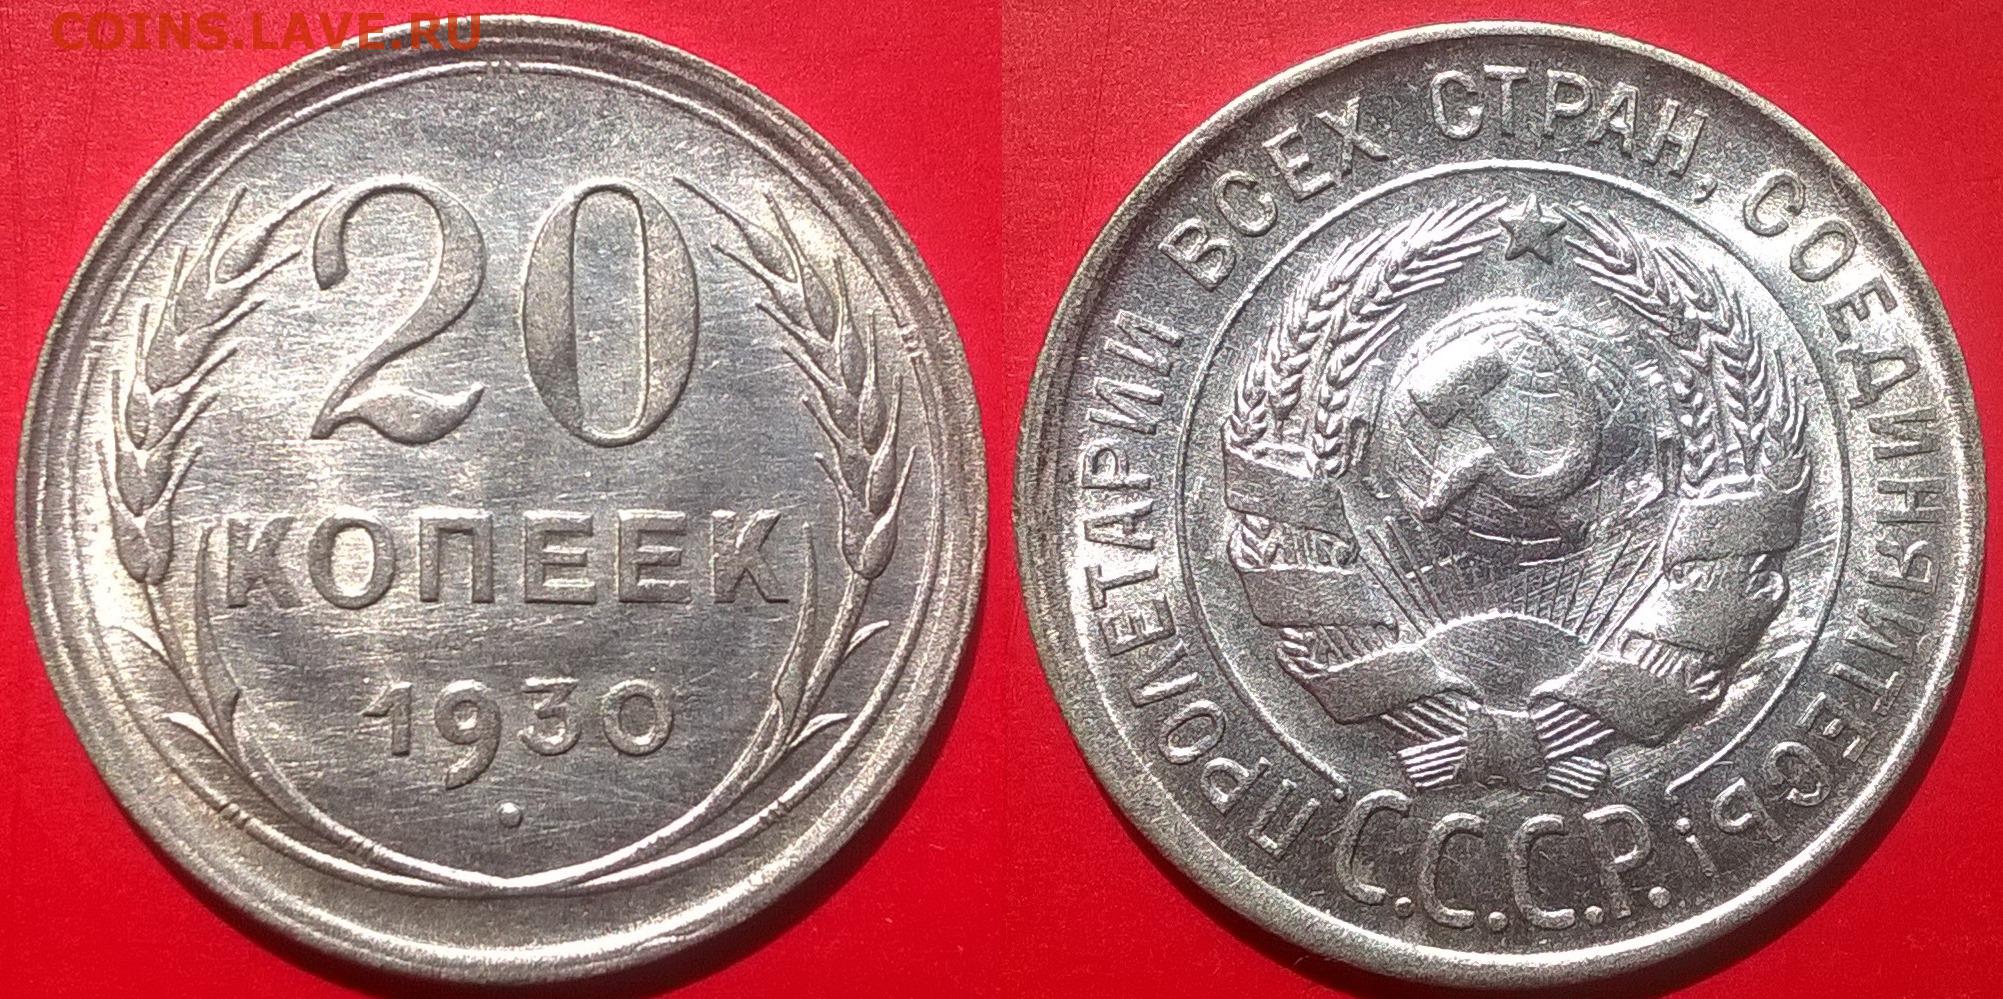 COINS.LAVE.RU
20
КОПЕЕК
1930
ПРОЛЕТАРИИ ВСЕХ СТРАН, СОЕДИНЯЙТЕСЬ!
С.С.С.Р.